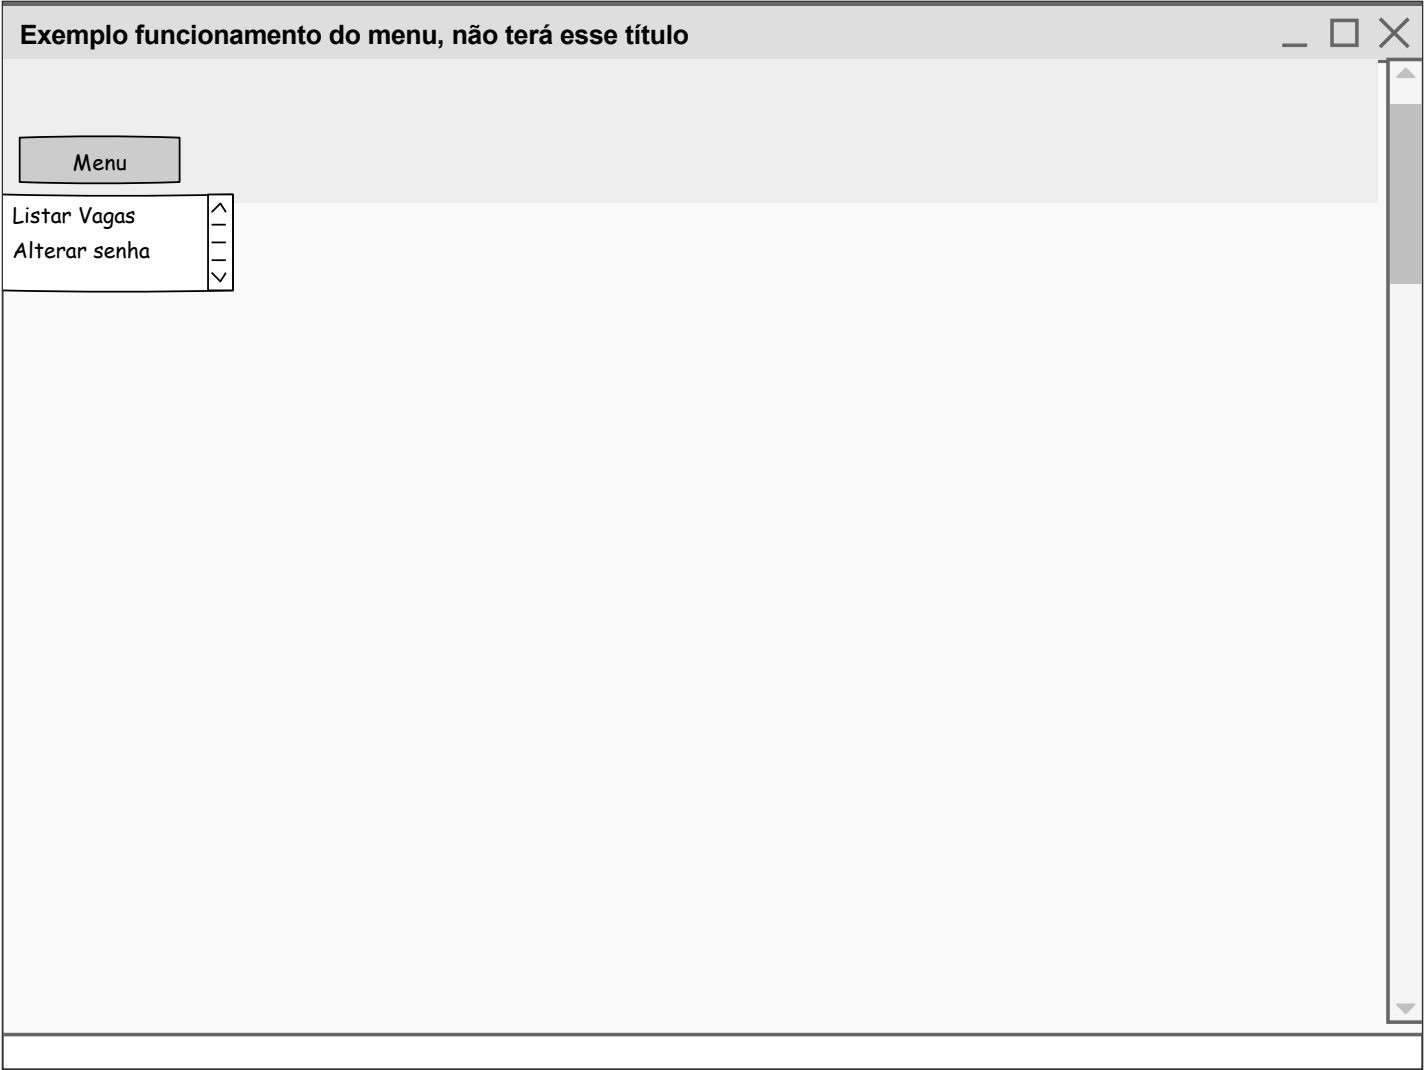 Exemplo funcionamento do menu, não terá esse título
Menu
Listar Vagas
Alterar senha